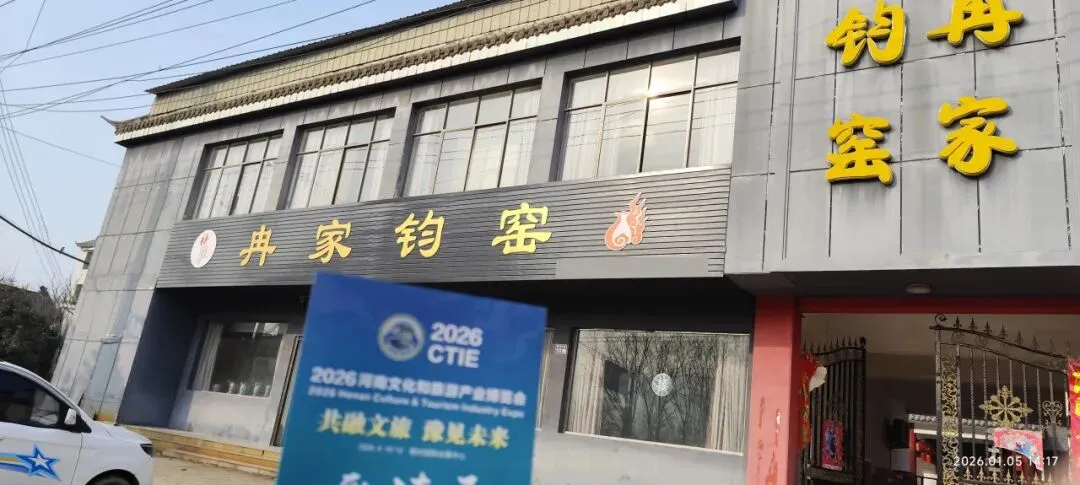 冉家
钧窑
冉家钧窑
2026
CTIE
2026河南文化和旅游产业博览会
2026 Henan Culture & Tourism Industry Expo
共融文旅 豫见未来
2026.01.05 14:17